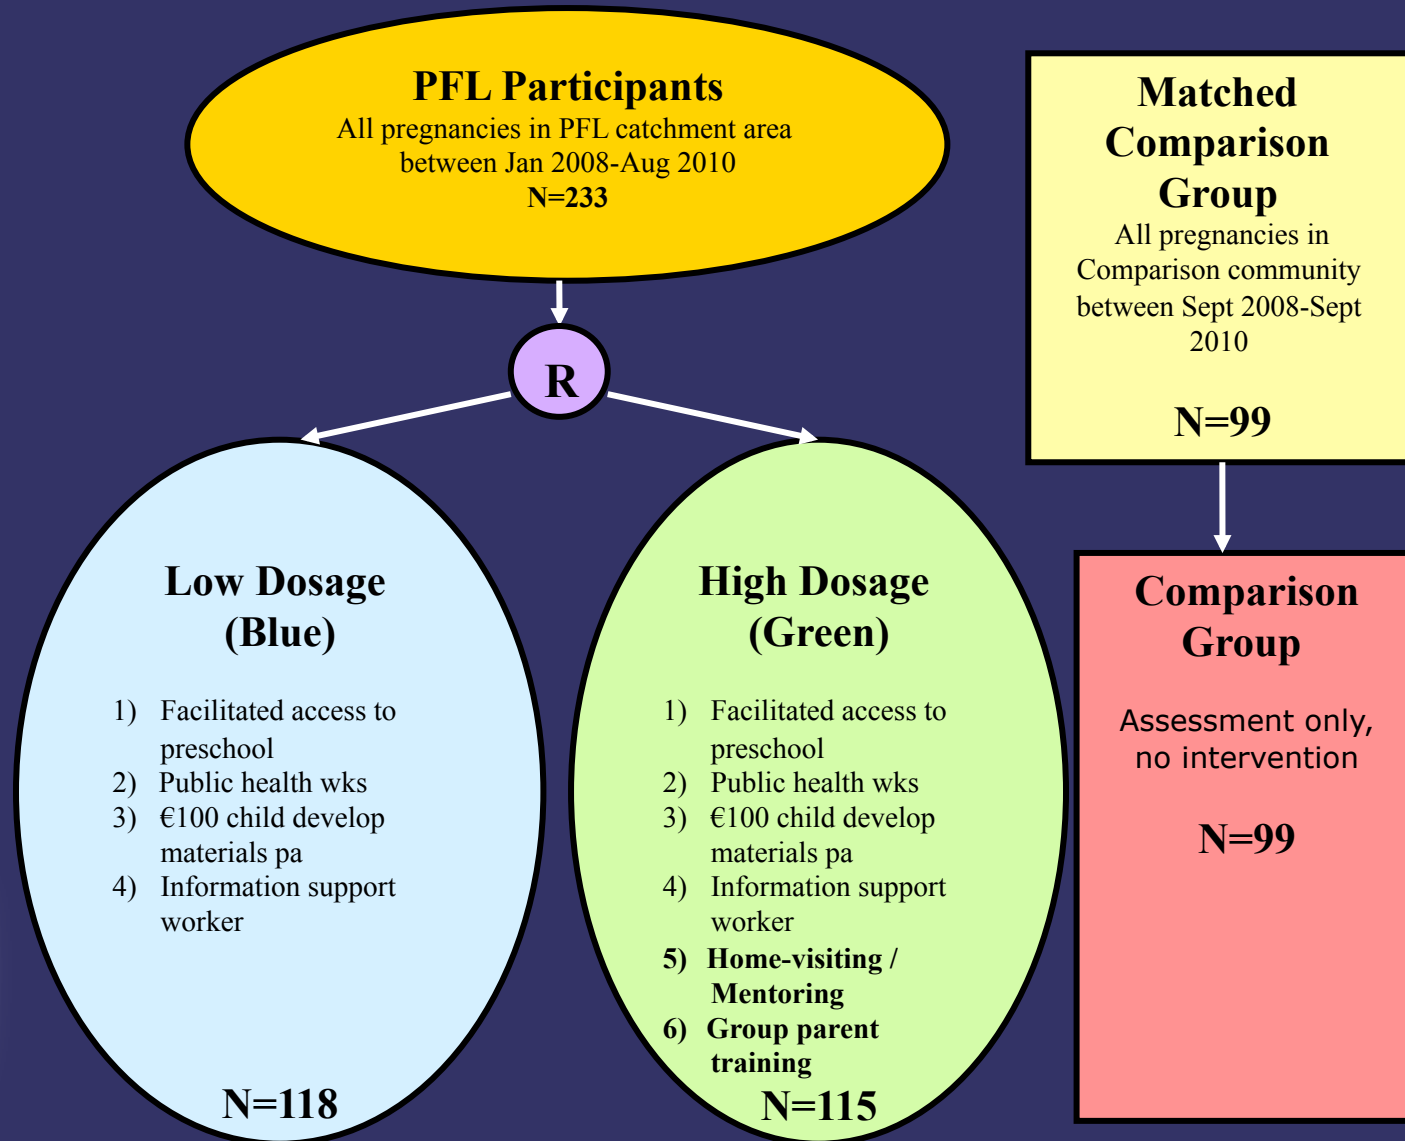 PFL Participants
All pregnancies in PFL catchment area
between Jan 2008-Aug 2010
N=233
Matched
Comparison
Group
All pregnancies in
Comparison community
between Sept 2008-Sept
2010
N=99
R
Low Dosage
(Blue)
1) Facilitated access to
preschool
2) Public health wks
3) €100 child develop
materials pa
4) Information support
worker
N=118
High Dosage
(Green)
1) Facilitated access to
preschool
2) Public health wks
3) €100 child develop
materials pa
4) Information support
worker
5) Home-visiting /
Mentoring
6) Group parent
training
N=115
Comparison
Group
Assessment only,
no intervention
N=99